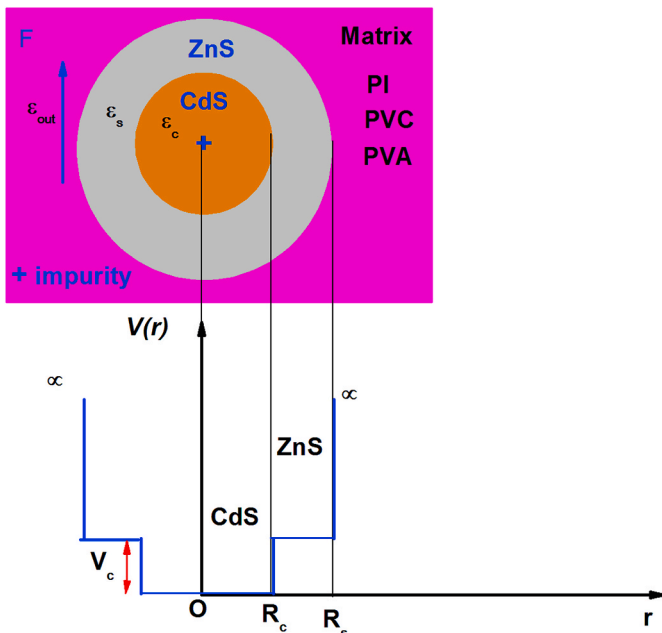 F
ZnS
Matrix
CdS
PI
ε_out
ε_s
ε_c
PVC
+
PVA
+ impurity
V(r)
∝
∝
ZnS
CdS
V_c
O
R_c
R_s
r